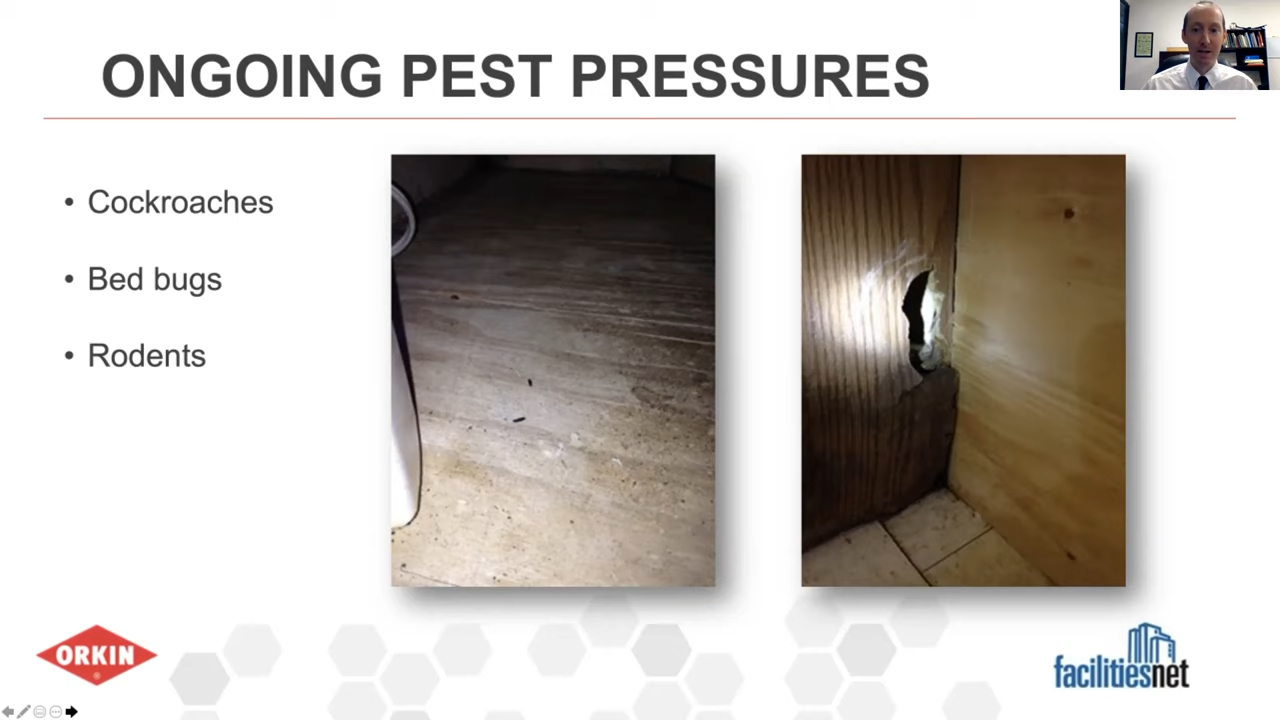 ONGOING PEST PRESSURES
• Cockroaches
• Bed bugs
• Rodents
ORKIN
®
facilitiesnet